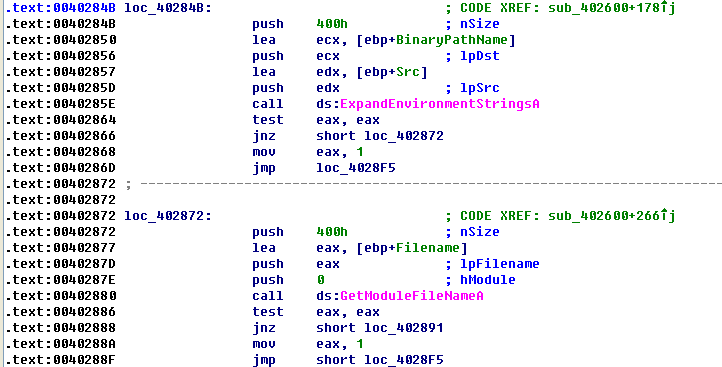 .text:0040284B loc_40284B: ; CODE XREF: sub_402600+178↑j
.text:0040284B push 400h ; nSize
.text:00402850 lea ecx, [ebp+BinaryPathName]
.text:00402856 push ecx ; lpDst
.text:00402857 lea edx, [ebp+Src]
.text:0040285D push edx ; lpSrc
.text:0040285E call ds:ExpandEnvironmentStringsA
.text:00402864 test eax, eax
.text:00402866 jnz short loc_402872
.text:00402868 mov eax, 1
.text:0040286D jmp loc_4028F5
.text:00402872 ; ---------------------------------------------------------------------------
.text:00402872
.text:00402872 loc_402872: ; CODE XREF: sub_402600+266↑j
.text:00402872 push 400h ; nSize
.text:00402877 lea eax, [ebp+Filename]
.text:0040287D push eax ; lpFilename
.text:0040287E push 0 ; hModule
.text:00402880 call ds:GetModuleFileNameA
.text:00402886 test eax, eax
.text:00402888 jnz short loc_402891
.text:0040288A mov eax, 1
.text:0040288F jmp short loc_4028F5